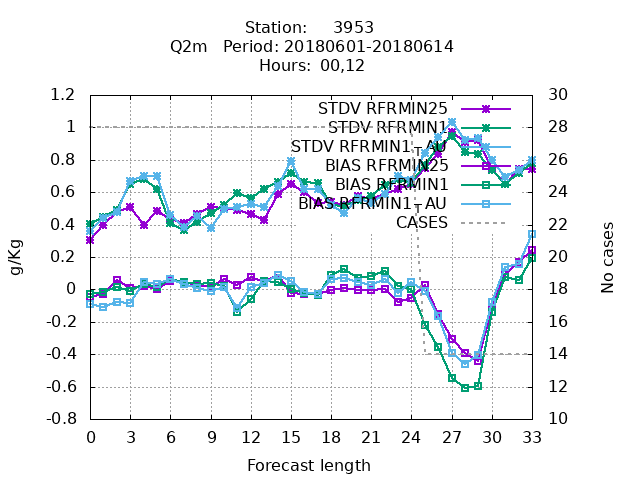 Station:     3953
Q2m   Period: 20180601-20180614
Hours:  00,12
1.2
1
0.8
0.6
0.4
0.2
0
-0.2
-0.4
-0.6
-0.8
g/Kg
30
28
26
24
22
20
18
16
14
12
10
No cases
STDV RFRMIN25
STDV RFRMIN1
STDV RFRMIN1_AU
BIAS RFRMIN25
BIAS RFRMIN1
BIAS RFRMIN1_AU
CASES
0 3 6 9 12 15 18 21 24 27 30 33
Forecast length